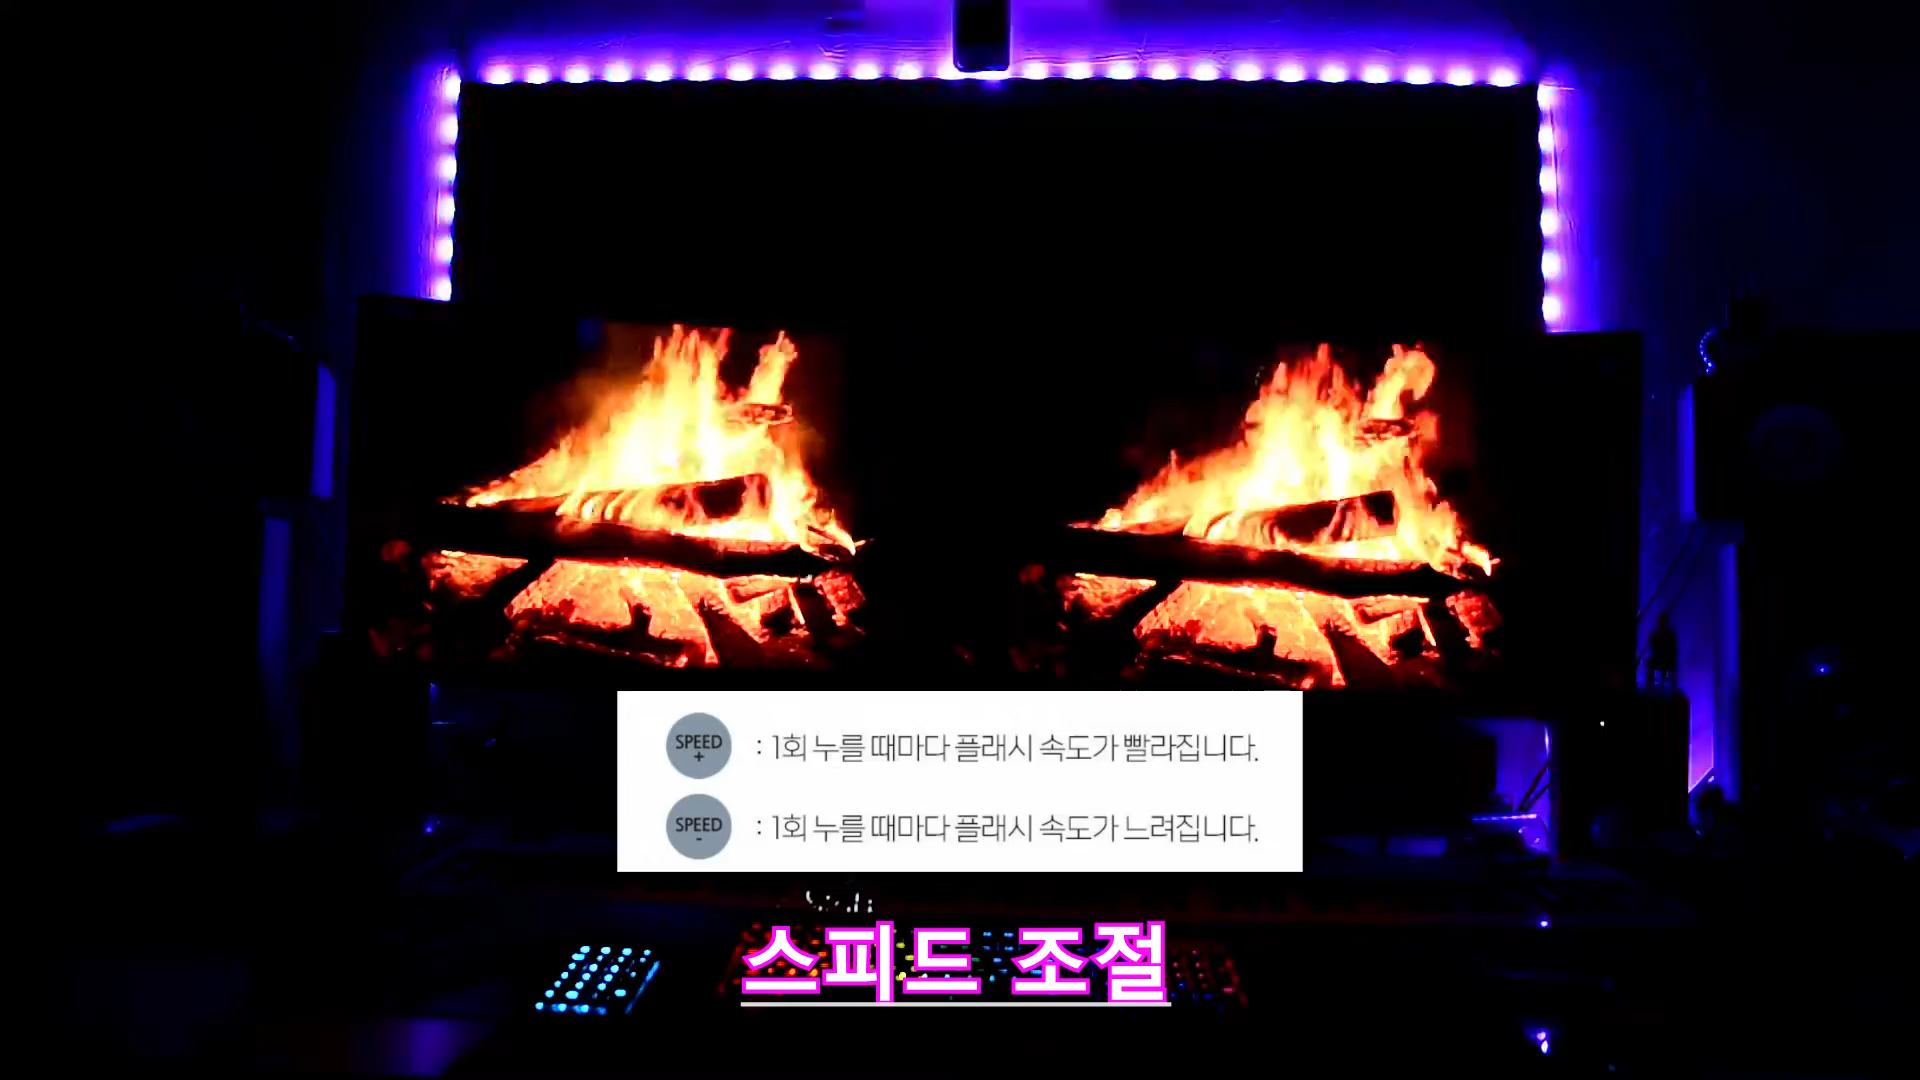 SPEED
+
: 1회 누를 때마다 플래시 속도가 빨라집니다.
SPEED
-
: 1회 누를 때마다 플래시 속도가 느려집니다.
스피드 조절